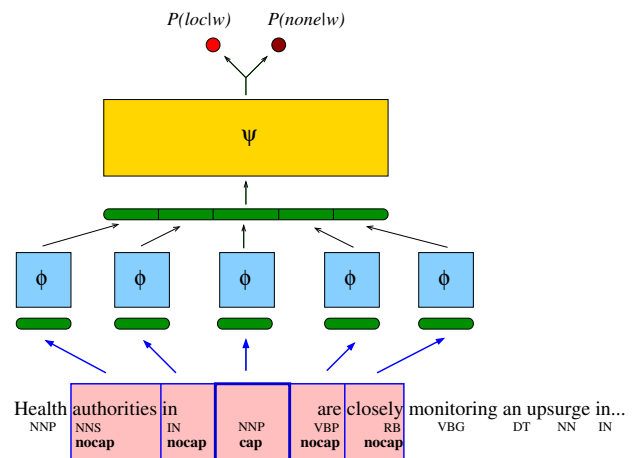 P(loc|w) P(none|w)
ψ
ϕ ϕ ϕ ϕ ϕ
Health authorities in are closely monitoring an upsurge in...
NNP NNS IN NNP VBP RB VBG DT NN IN
nocap nocap cap nocap nocap